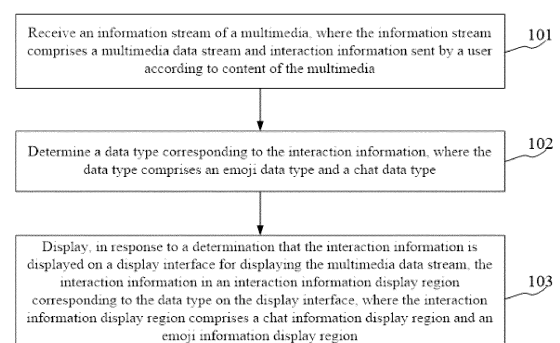 Receive an information stream of a multimedia, where the information stream
comprises a multimedia data stream and interaction information sent by a user
according to content of the multimedia
101
Determine a data type corresponding to the interaction information, where the
data type comprises an emoji data type and a chat data type
102
Display, in response to a determination that the interaction information is
displayed on a display interface for displaying the multimedia data stream, the
interaction information in an interaction information display region
corresponding to the data type on the display interface, where the interaction
information display region comprises a chat information display region and an
emoji information display region
103